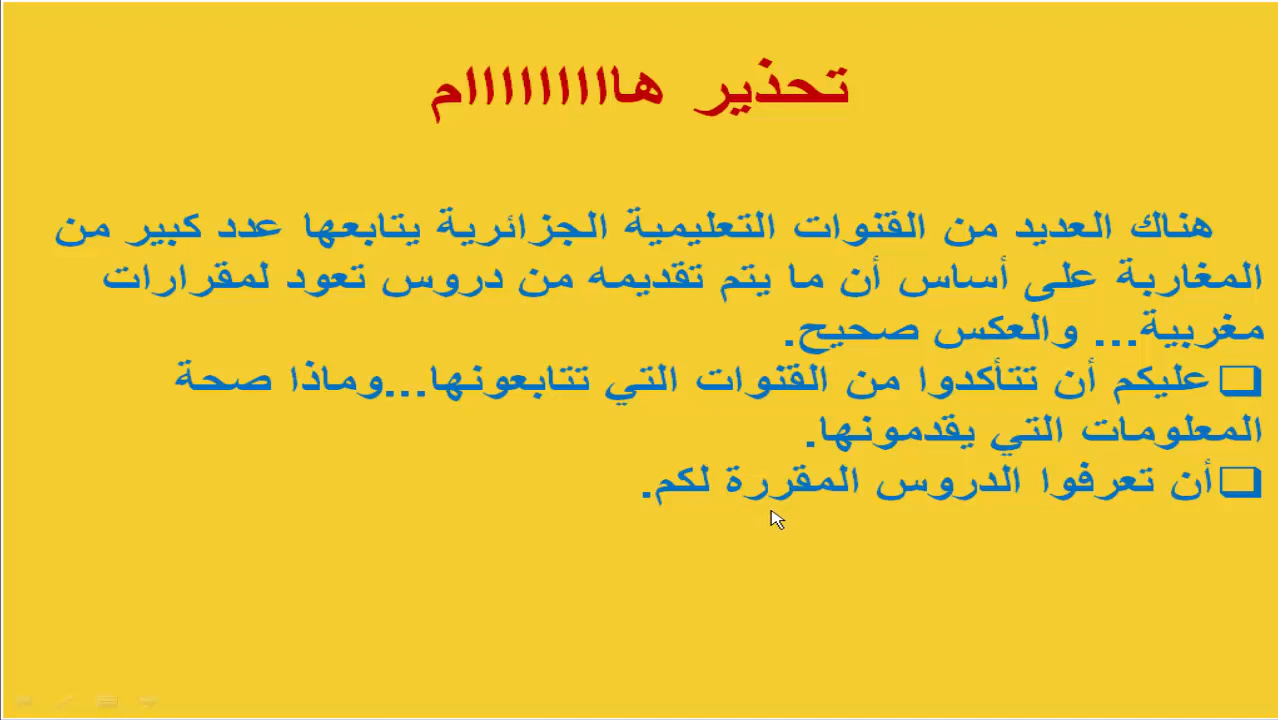 تحذير هااااااااام
هناك العديد من القنوات التعليمية الجزائرية يتابعها عدد كبير من
المغاربة على أساس أن ما يتم تقديمه من دروس تعود لمقرارات
مغربية... والعكس صحيح.
❑عليكم أن تتأكدوا من القنوات التي تتابعونها...وماذا صحة
المعلومات التي يقدمونها.
❑أن تعرفوا الدروس المقررة لكم.